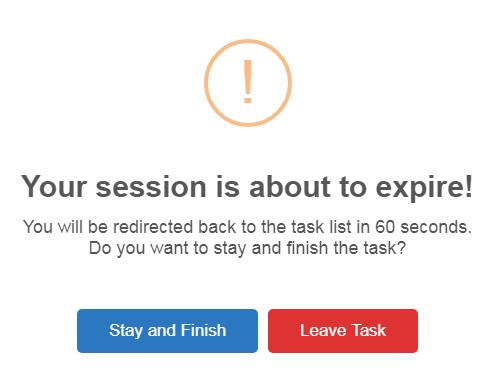 !
Your session is about to expire!
You will be redirected back to the task list in 60 seconds.
Do you want to stay and finish the task?
Stay and Finish
Leave Task